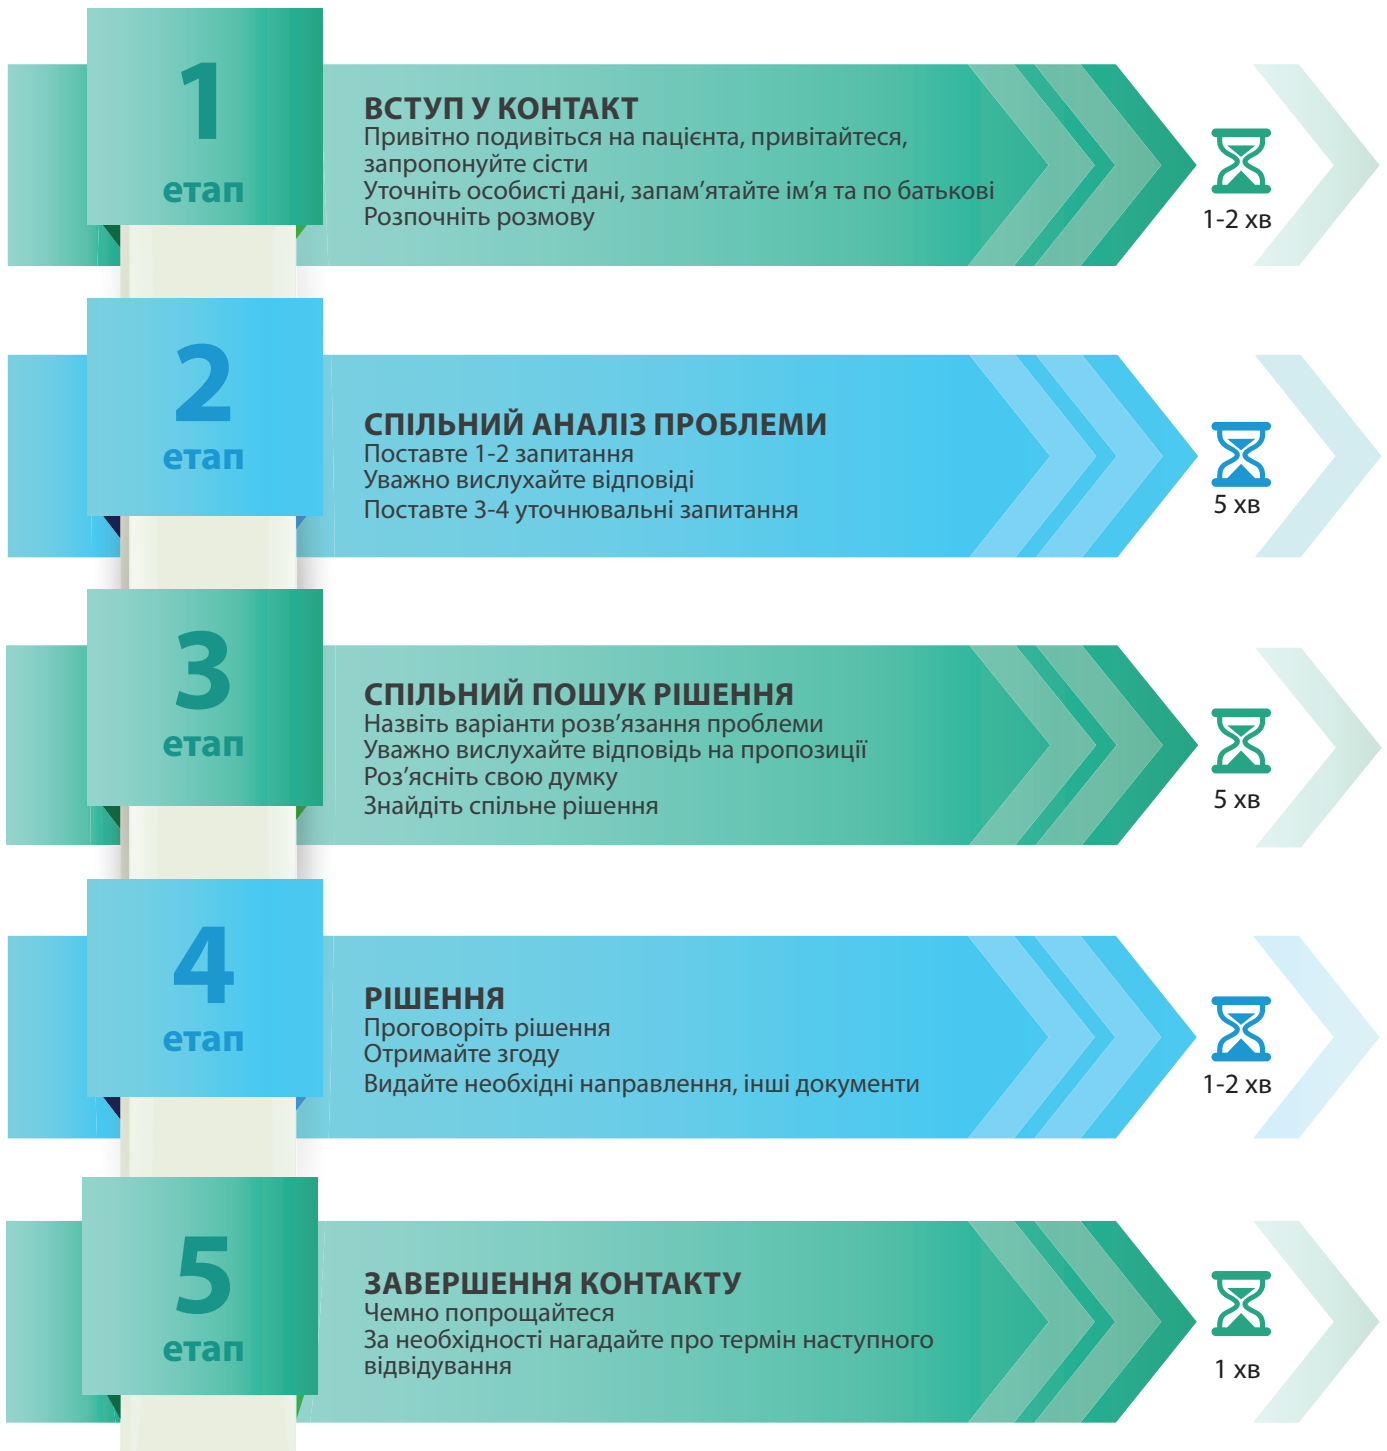 1
етап
ВСТУП У КОНТАКТ
Привітно подивіться на пацієнта, привітайтеся,
запропонуйте сісти
Уточніть особисті дані, запам’ятайте ім’я та по батькові
Розпочніть розмову
1-2 хв
2
етап
СПІЛЬНИЙ АНАЛІЗ ПРОБЛЕМИ
Поставте 1-2 запитання
Уважно вислухайте відповіді
Поставте 3-4 уточнювальні запитання
5 хв
3
етап
СПІЛЬНИЙ ПОШУК РІШЕННЯ
Назвіть варіанти розв’язання проблеми
Уважно вислухайте відповідь на пропозиції
Роз’ясніть свою думку
Знайдіть спільне рішення
5 хв
4
етап
РІШЕННЯ
Проговоріть рішення
Отримайте згоду
Видайте необхідні направлення, інші документи
1-2 хв
5
етап
ЗАВЕРШЕННЯ КОНТАКТУ
Чемно попрощайтеся
За необхідності нагадайте про термін наступного
відвідування
1 хв